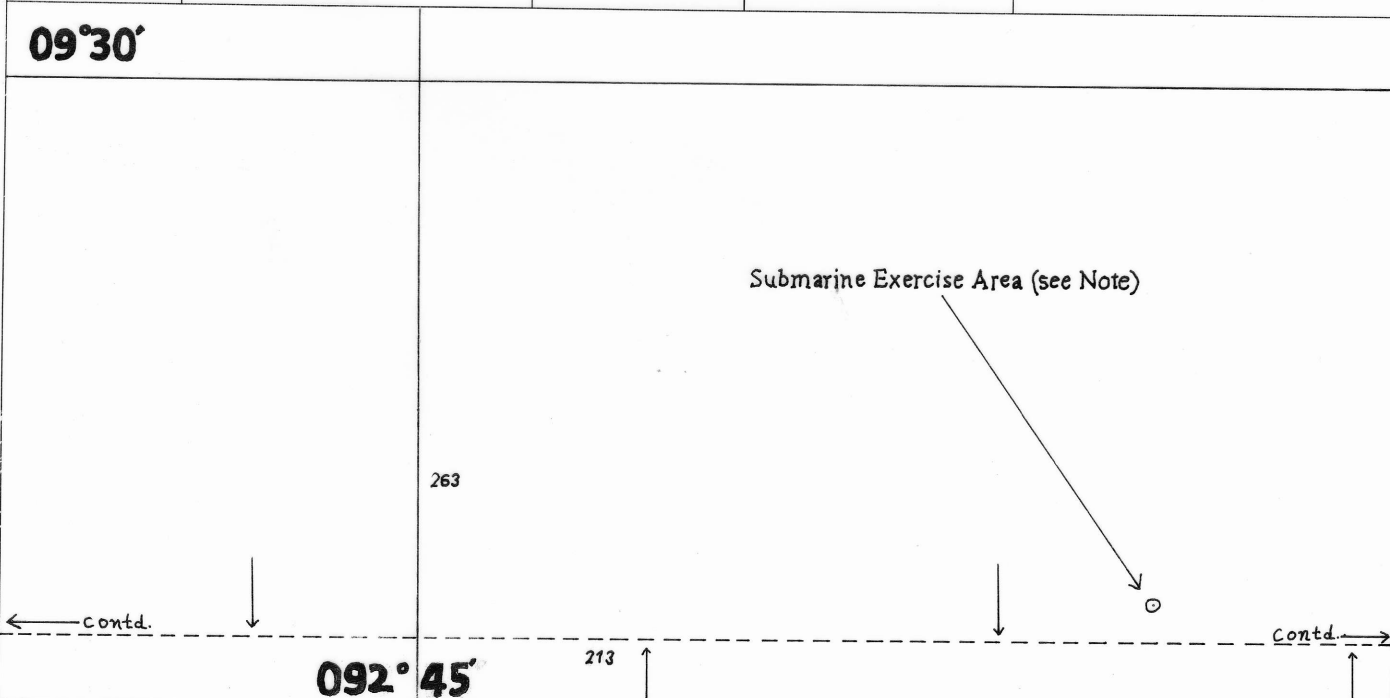 09°30′
Submarine Exercise Area (see Note)
263
contd.
contd.
213
092° 45′